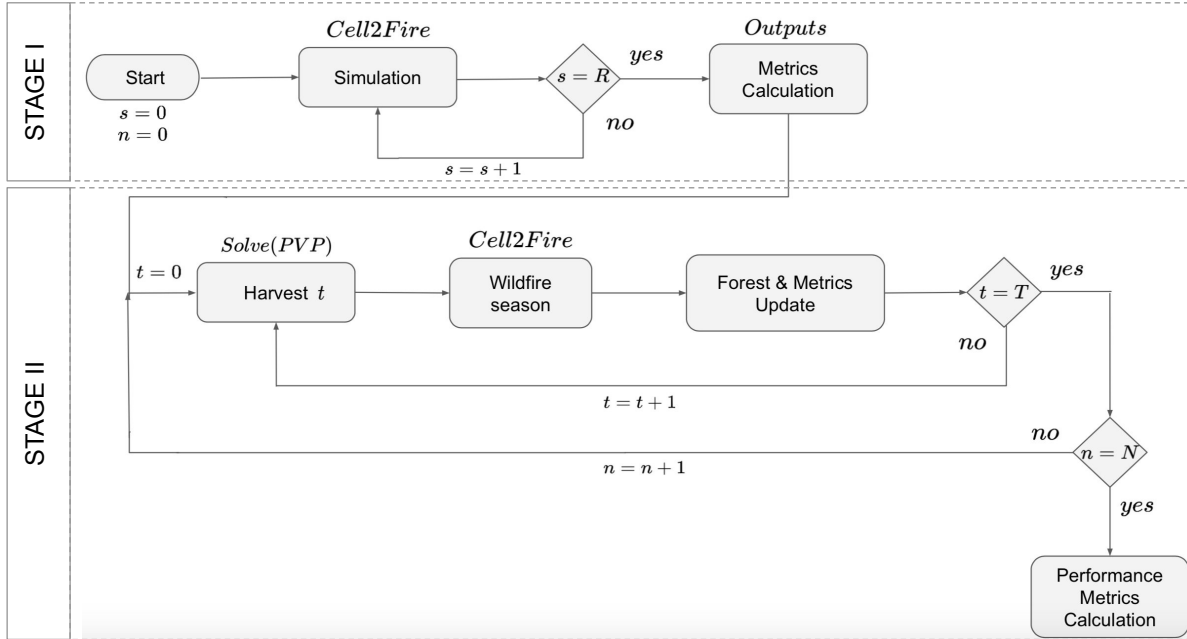 STAGE I
Cell2Fire
Outputs
Start
Simulation
s = R
yes
Metrics
Calculation
s = 0
n = 0
no
s = s + 1
STAGE II
Solve(PVP)
Cell2Fire
t = 0
Harvest t
Wildfire
season
Forest & Metrics
Update
t = T
yes
no
t = t + 1
no
n = N
n = n + 1
yes
Performance
Metrics
Calculation